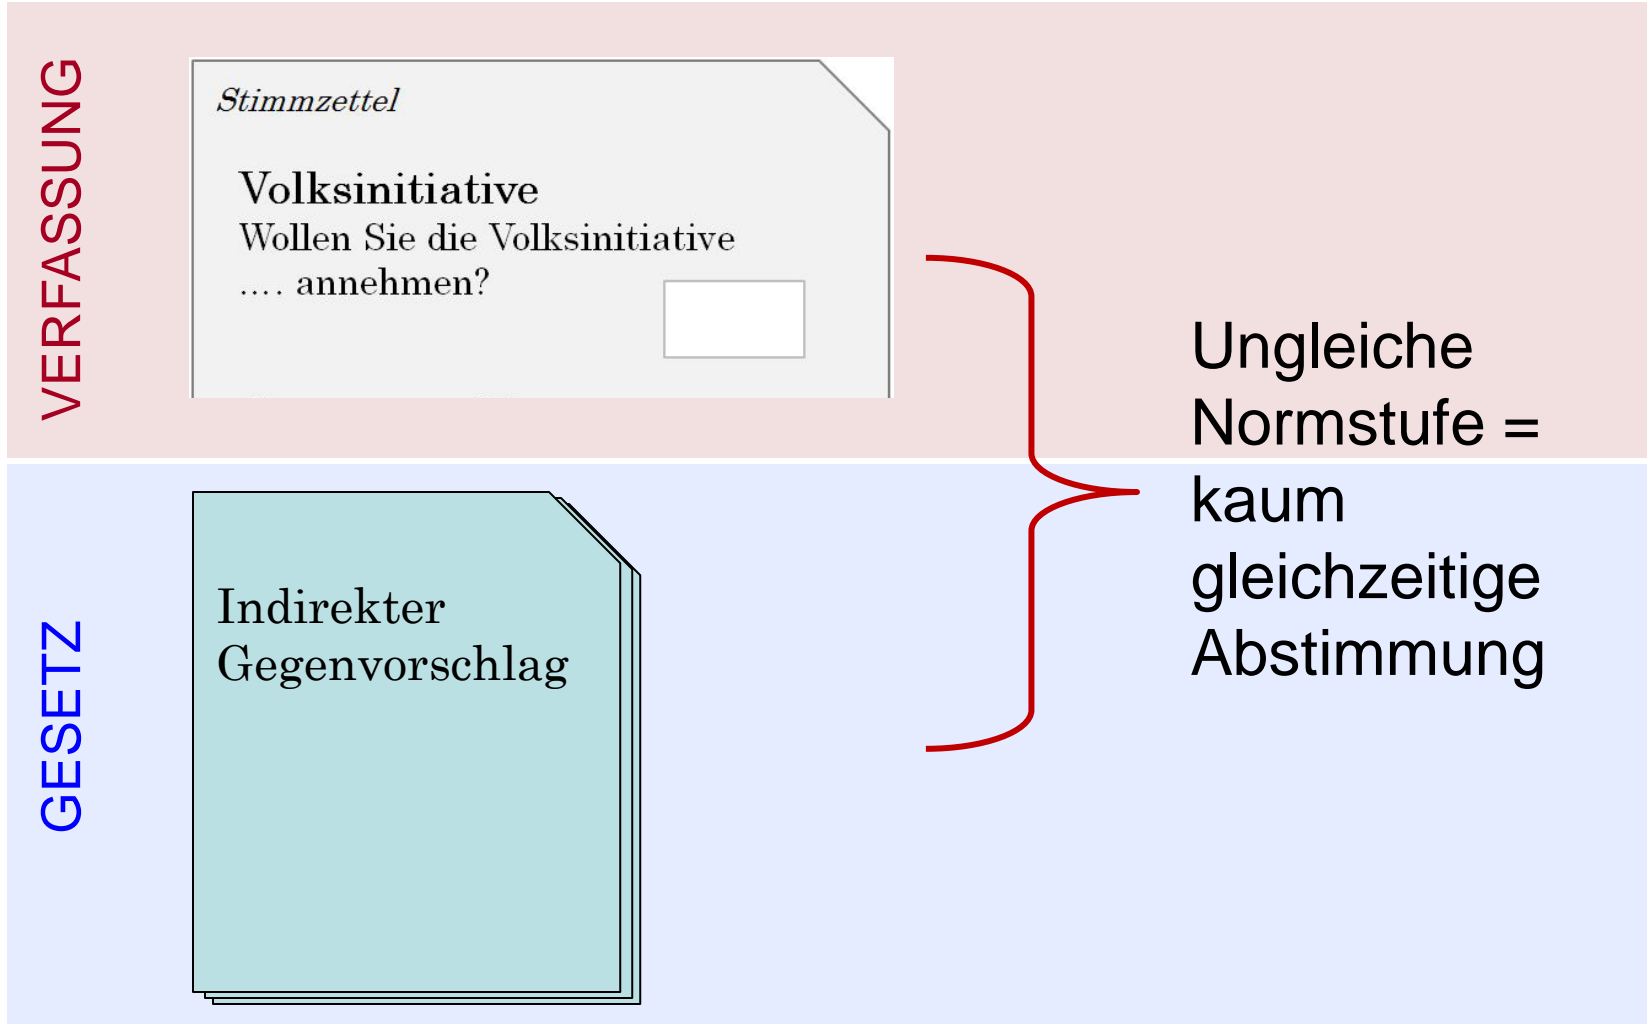 VERFASSUNG
Stimmzettel
Volksinitiative
Wollen Sie die Volksinitiative
.... annehmen?
Ungleiche
Normstufe =
kaum
gleichzeitige
Abstimmung
GESETZ
Indirekter
Gegenvorschlag